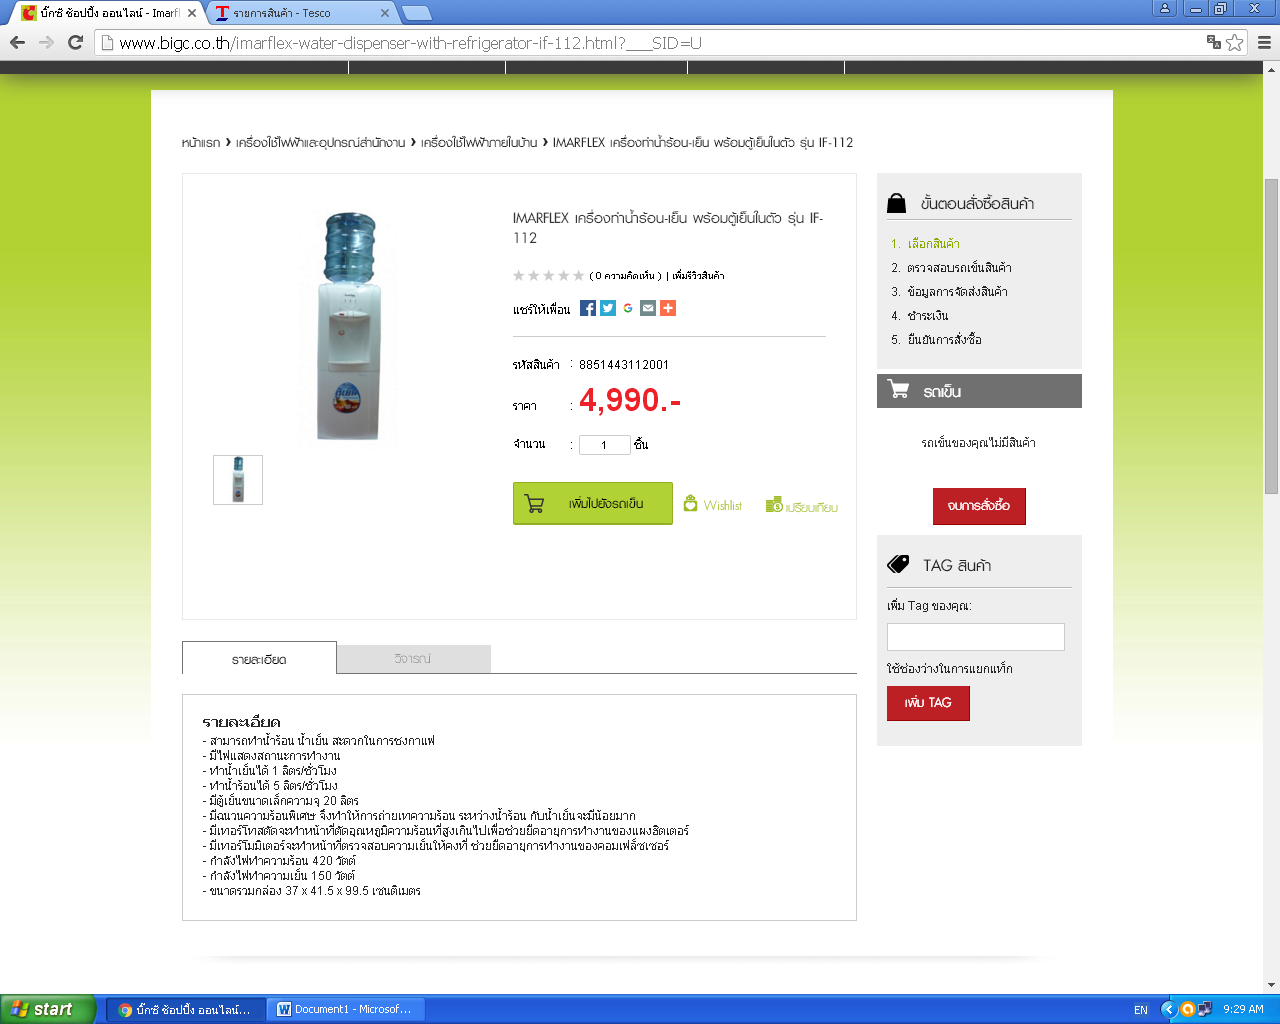 บิ๊กซี ช้อปปิ้ง ออนไลน์ - Imarfl
รายการสินค้า - Tesco
www.bigc.co.th/imarflex-water-dispenser-with-refrigerator-if-112.html?___SID=U
หน้าแรก › เครื่องใช้ไฟฟ้าและอุปกรณ์สำนักงาน › เครื่องใช้ไฟฟ้าภายในบ้าน › IMARFLEX เครื่องทำน้ำร้อน-เย็น พร้อมตู้เย็นในตัว รุ่น IF-112
IMARFLEX เครื่องทำน้ำร้อน-เย็น พร้อมตู้เย็นในตัว รุ่น IF-
112
( 0 ความคิดเห็น ) | เพิ่มรีวิวสินค้า
แชร์ให้เพื่อน
รหัสสินค้า : 8851443112001
ราคา : 4,990.-
จำนวน : 1 ชิ้น
เพิ่มไปยังรถเข็น
Wishlist
เปรียบเทียบ
ขั้นตอนสั่งซื้อสินค้า
1. เลือกสินค้า
2. ตรวจสอบรถเข็นสินค้า
3. ข้อมูลการจัดส่งสินค้า
4. ชำระเงิน
5. ยืนยันการสั่งซื้อ
รถเข็น
รถเข็นของคุณไม่มีสินค้า
จบการสั่งซื้อ
TAG สินค้า
เพิ่ม Tag ของคุณ:
ใช้ช่องว่างในการแยกแท็ก
เพิ่ม TAG
รายละเอียด
วิจารณ์
รายละเอียด
- สามารถทำน้ำร้อน น้ำเย็น สะดวกในการชงกาแฟ
- มีไฟแสดงสถานะการทำงาน
- ทำน้ำเย็นได้ 1 ลิตร/ชั่วโมง
- ทำน้ำร้อนได้ 5 ลิตร/ชั่วโมง
- มีตู้เย็นขนาดเล็กความจุ 20 ลิตร
- มีฉนวนความร้อนพิเศษ จึงทำให้การถ่ายเทความร้อน ระหว่างน้ำร้อน กับน้ำเย็นจะมีน้อยมาก
- มีเทอร์โทสตัดจะทำหน้าที่ตัดอุณหภูมิความร้อนที่สูงเกินไปเพื่อช่วยยืดอายุการทำงานของแผงฮีตเตอร์
- มีเทอร์โมมิเตอร์จะทำหน้าที่ตรวจสอบความเย็นให้คงที่ ช่วยยืดอายุการทำงานของคอมเฟล็ซเซอร์
- กำลังไฟทำความร้อน 420 วัตต์
- กำลังไฟทำความเย็น 150 วัตต์
- ขนาดรวมกล่อง 37 x 41.5 x 99.5 เซนติเมตร
start
บิ๊กซี ช้อปปิ้ง ออนไลน์...
Document1 - Microsof...
EN
9:29 AM